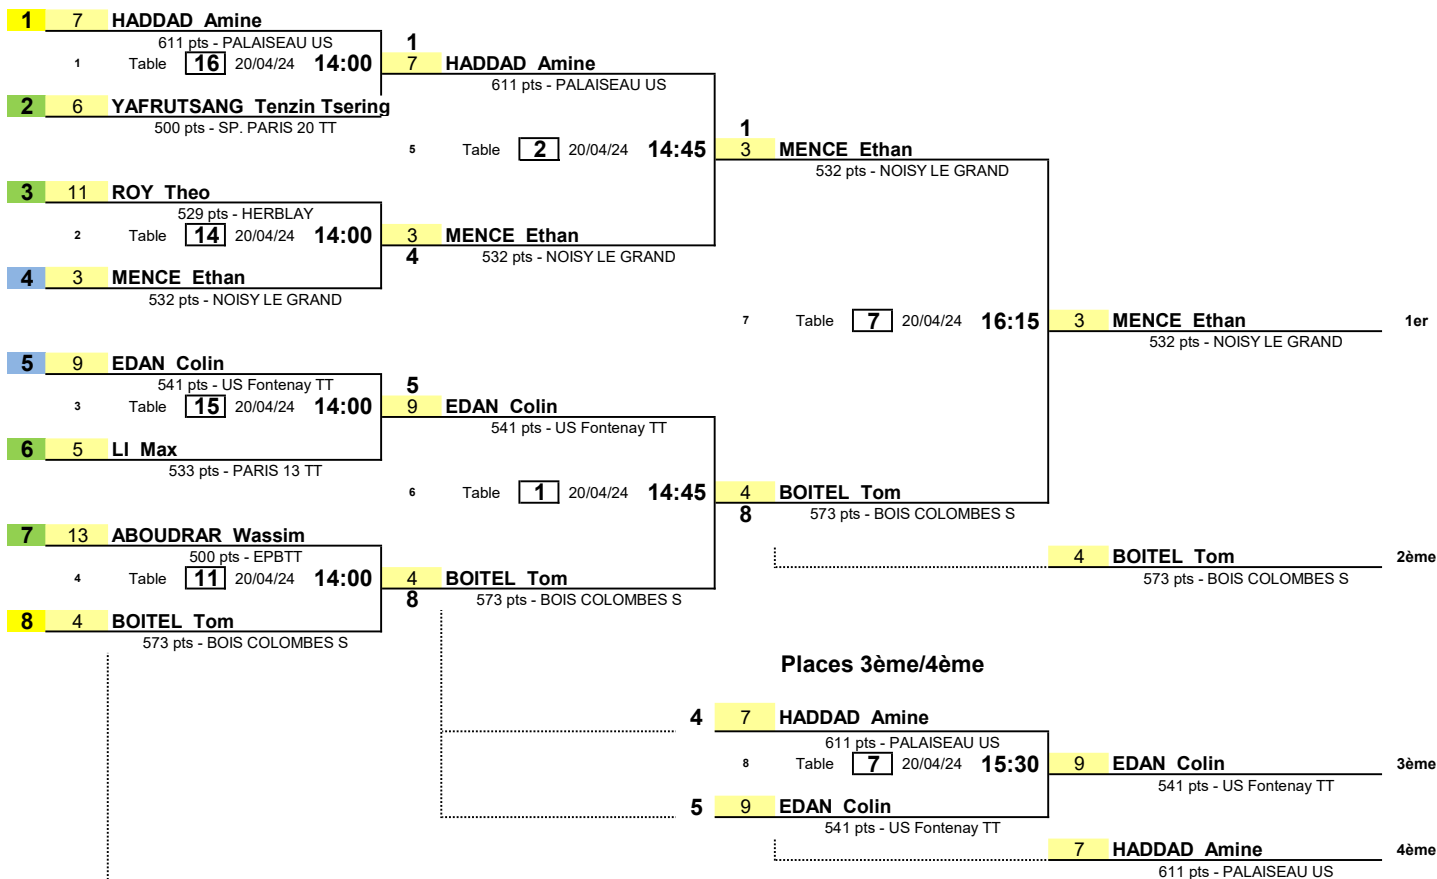 1 7 HADDAD Amine
611 pts - PALAISEAU US
1 Table 16 20/04/24 14:00
2 6 YAFRUTSANG Tenzin Tsering
500 pts - SP. PARIS 20 TT
3 11 ROY Theo
529 pts - HERBLAY
2 Table 14 20/04/24 14:00
4 3 MENCE Ethan
532 pts - NOISY LE GRAND
5 9 EDAN Colin
541 pts - US Fontenay TT
3 Table 15 20/04/24 14:00
6 5 LI Max
533 pts - PARIS 13 TT
7 13 ABOUDRAR Wassim
500 pts - EPBTT
4 Table 11 20/04/24 14:00
8 4 BOITEL Tom
573 pts - BOIS COLOMBES S
1
7 HADDAD Amine
611 pts - PALAISEAU US
5 Table 2 20/04/24 14:45
3 MENCE Ethan
4 532 pts - NOISY LE GRAND
5
9 EDAN Colin
541 pts - US Fontenay TT
6 Table 1 20/04/24 14:45
4 BOITEL Tom
8 573 pts - BOIS COLOMBES S
1
3 MENCE Ethan
532 pts - NOISY LE GRAND
7 Table 7 20/04/24 16:15
4 BOITEL Tom
8 573 pts - BOIS COLOMBES S
3 MENCE Ethan 1er
532 pts - NOISY LE GRAND
4 BOITEL Tom 2ème
573 pts - BOIS COLOMBES S
Places 3ème/4ème
4 7 HADDAD Amine
611 pts - PALAISEAU US
8 Table 7 20/04/24 15:30
5 9 EDAN Colin
541 pts - US Fontenay TT
9 EDAN Colin 3ème
541 pts - US Fontenay TT
7 HADDAD Amine 4ème
611 pts - PALAISEAU US